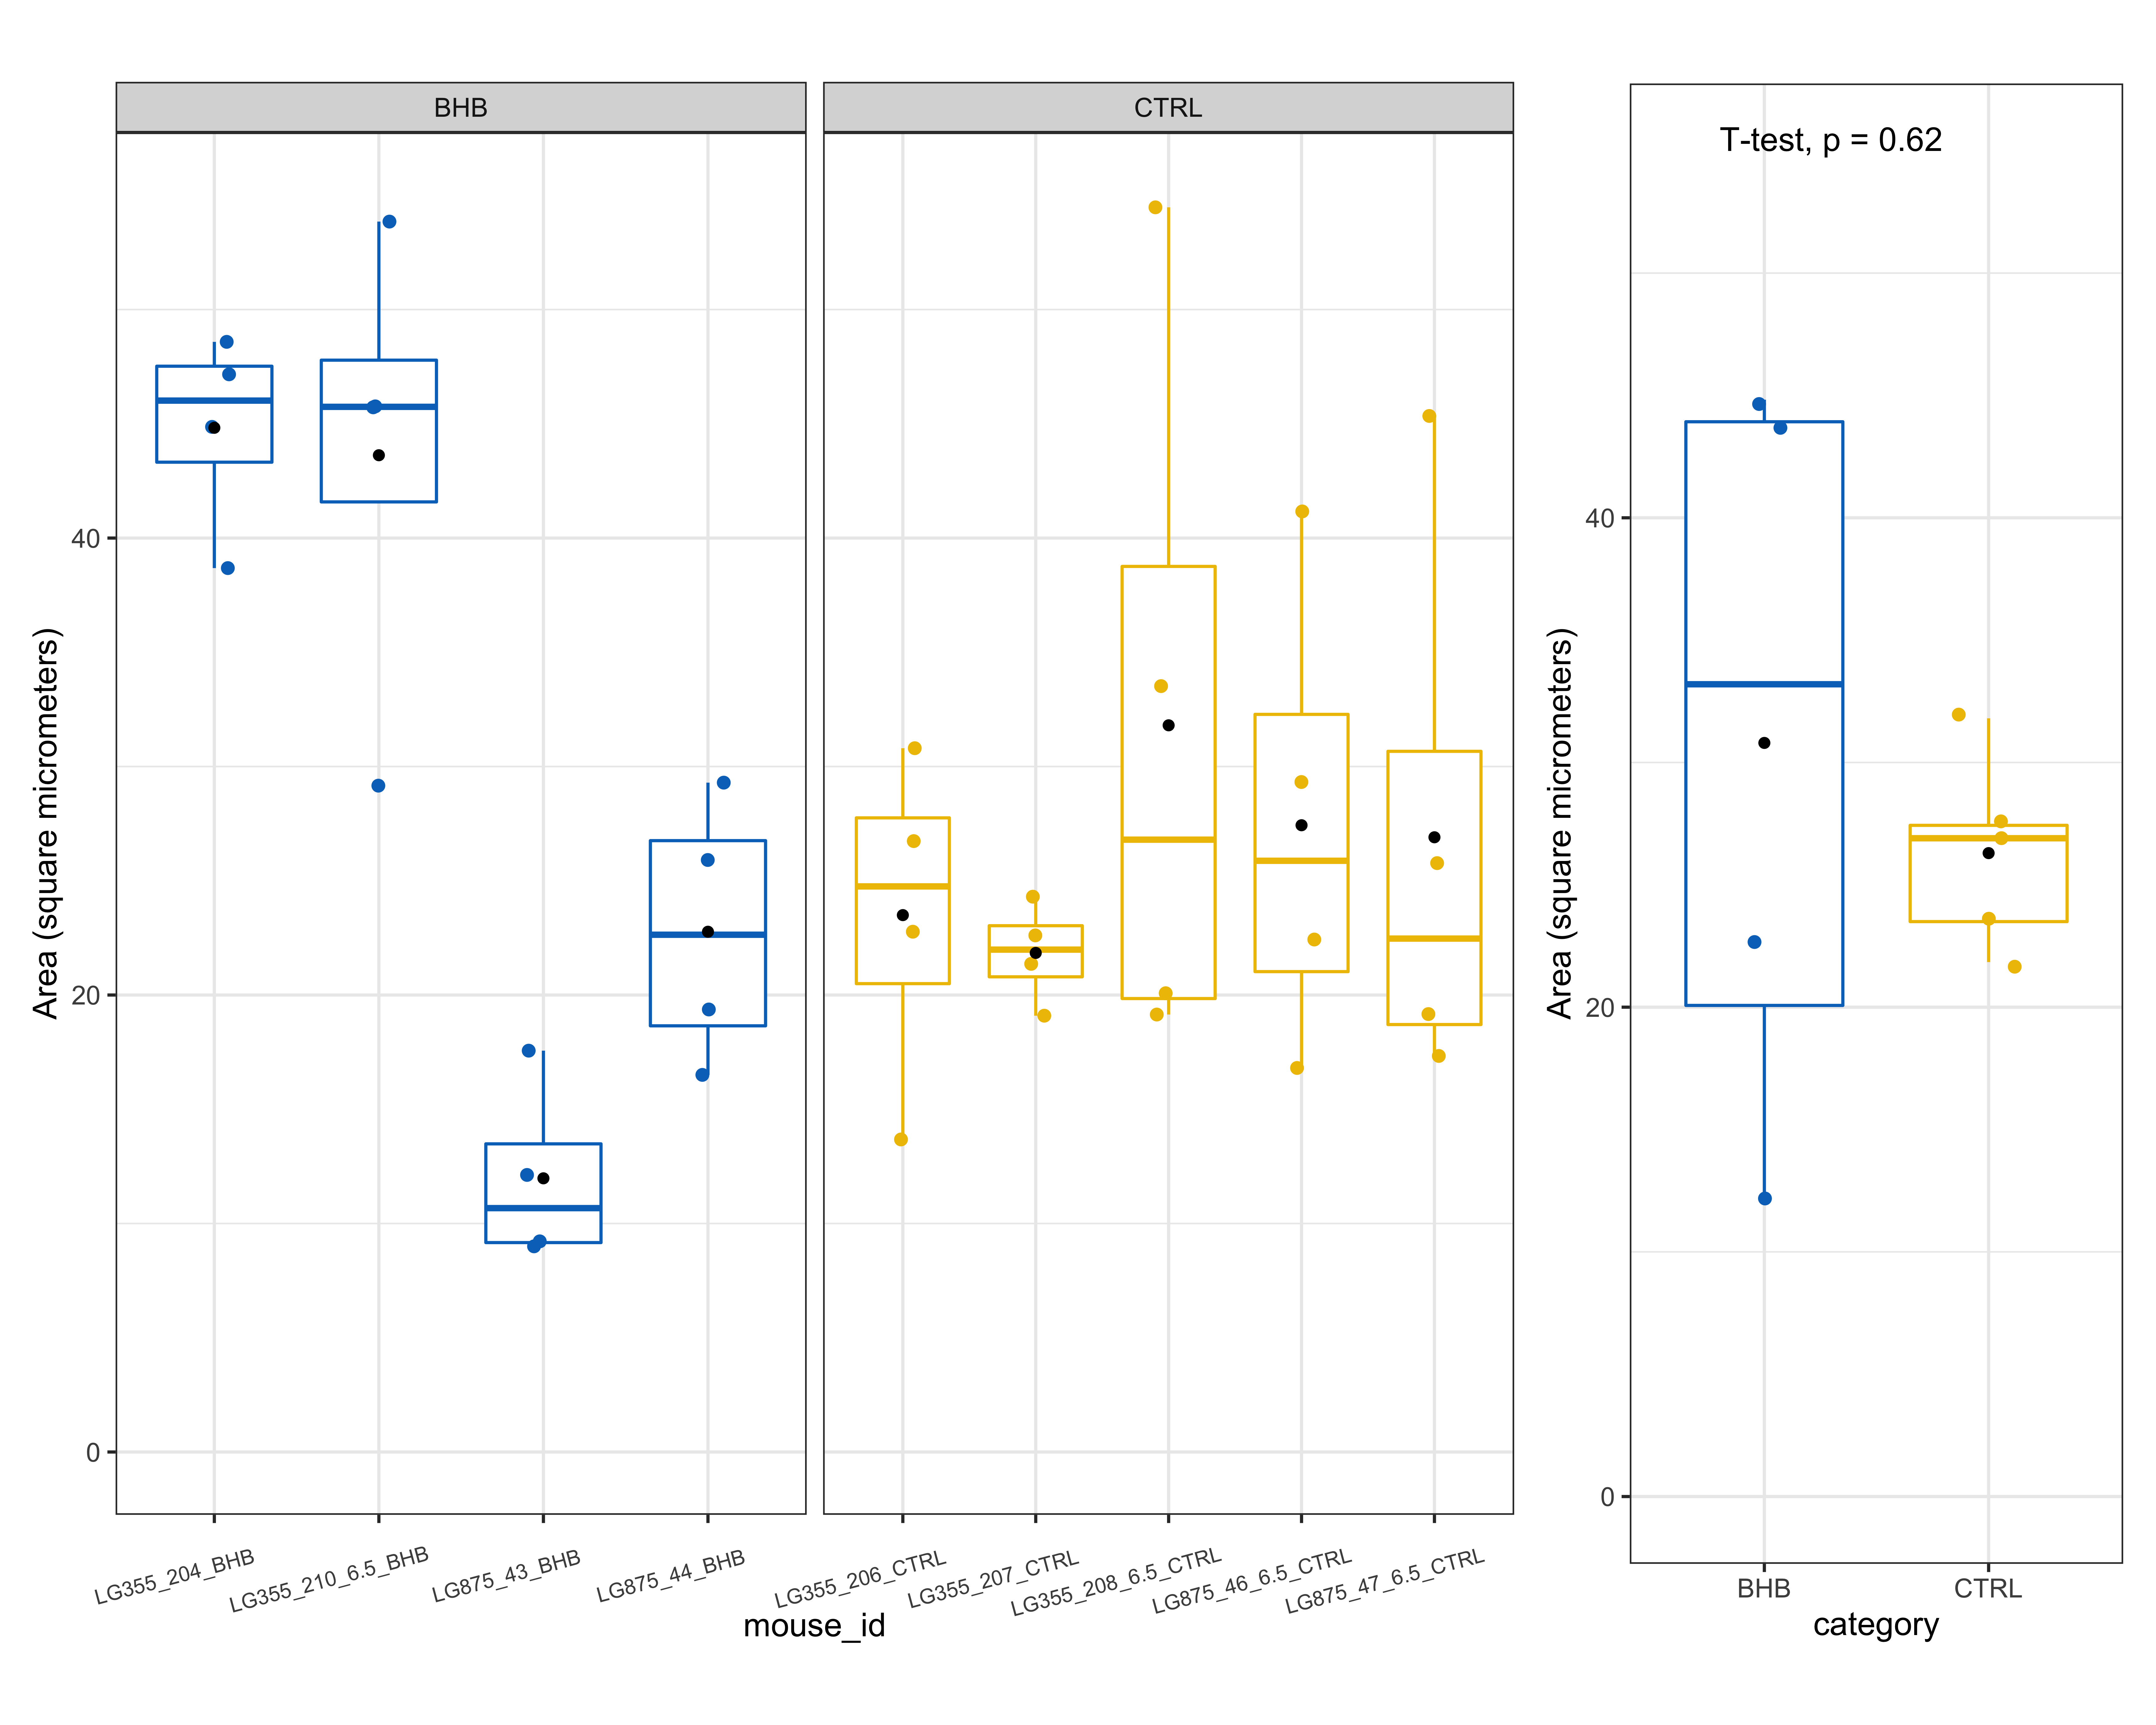 BHB
CTRL
T-test, p = 0.62
Area (square micrometers)
40
20
0
LG355_204_BHB
LG355_210_6.5_BHB
LG875_43_BHB
LG875_44_BHB
LG355_206_CTRL
LG355_207_CTRL
LG355_208_6.5_CTRL
LG875_46_6.5_CTRL
LG875_47_6.5_CTRL
mouse_id
Area (square micrometers)
40
20
0
BHB
CTRL
category